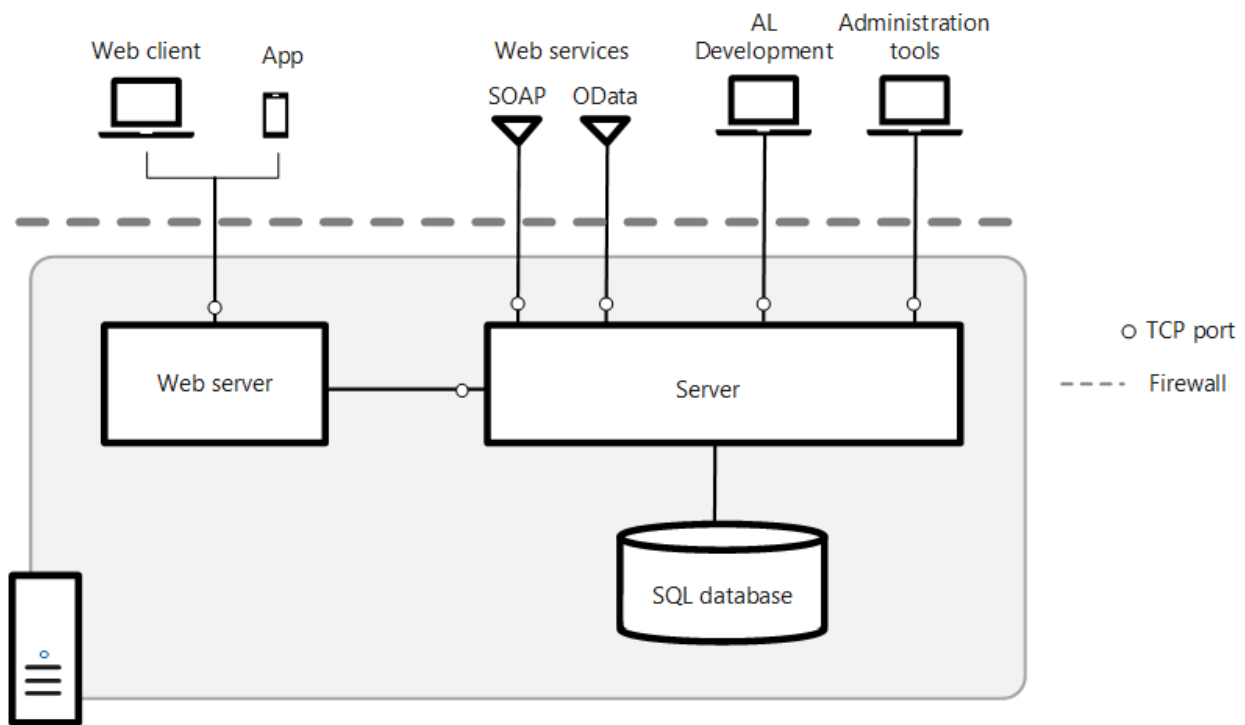 Web client
App
Web services
AL
Development
Administration
tools
SOAP
OData
Web server
Server
TCP port
Firewall
SQL database